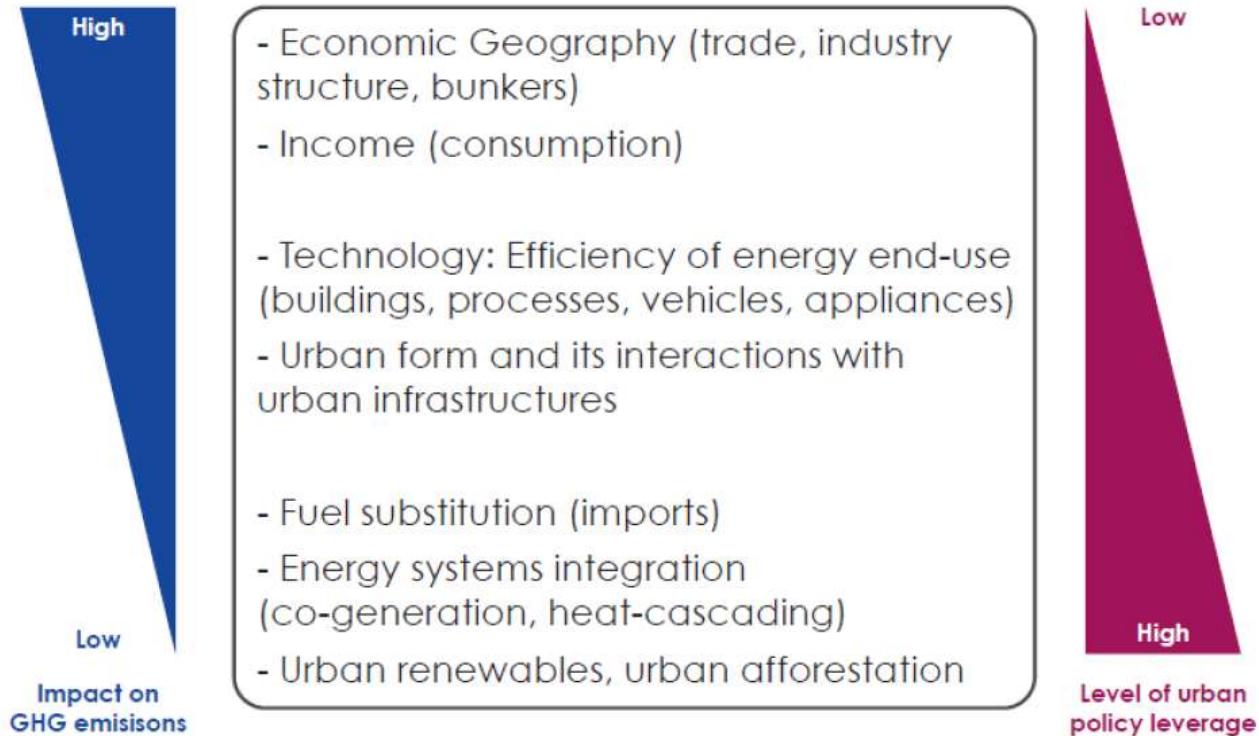 High
Low
Impact on
GHG emisisons
- Economic Geography (trade, industry
structure, bunkers)
- Income (consumption)
- Technology: Efficiency of energy end-use
(buildings, processes, vehicles, appliances)
- Urban form and its interactions with
urban infrastructures
- Fuel substitution (imports)
- Energy systems integration
(co-generation, heat-cascading)
- Urban renewables, urban afforestation
Low
High
Level of urban
policy leverage